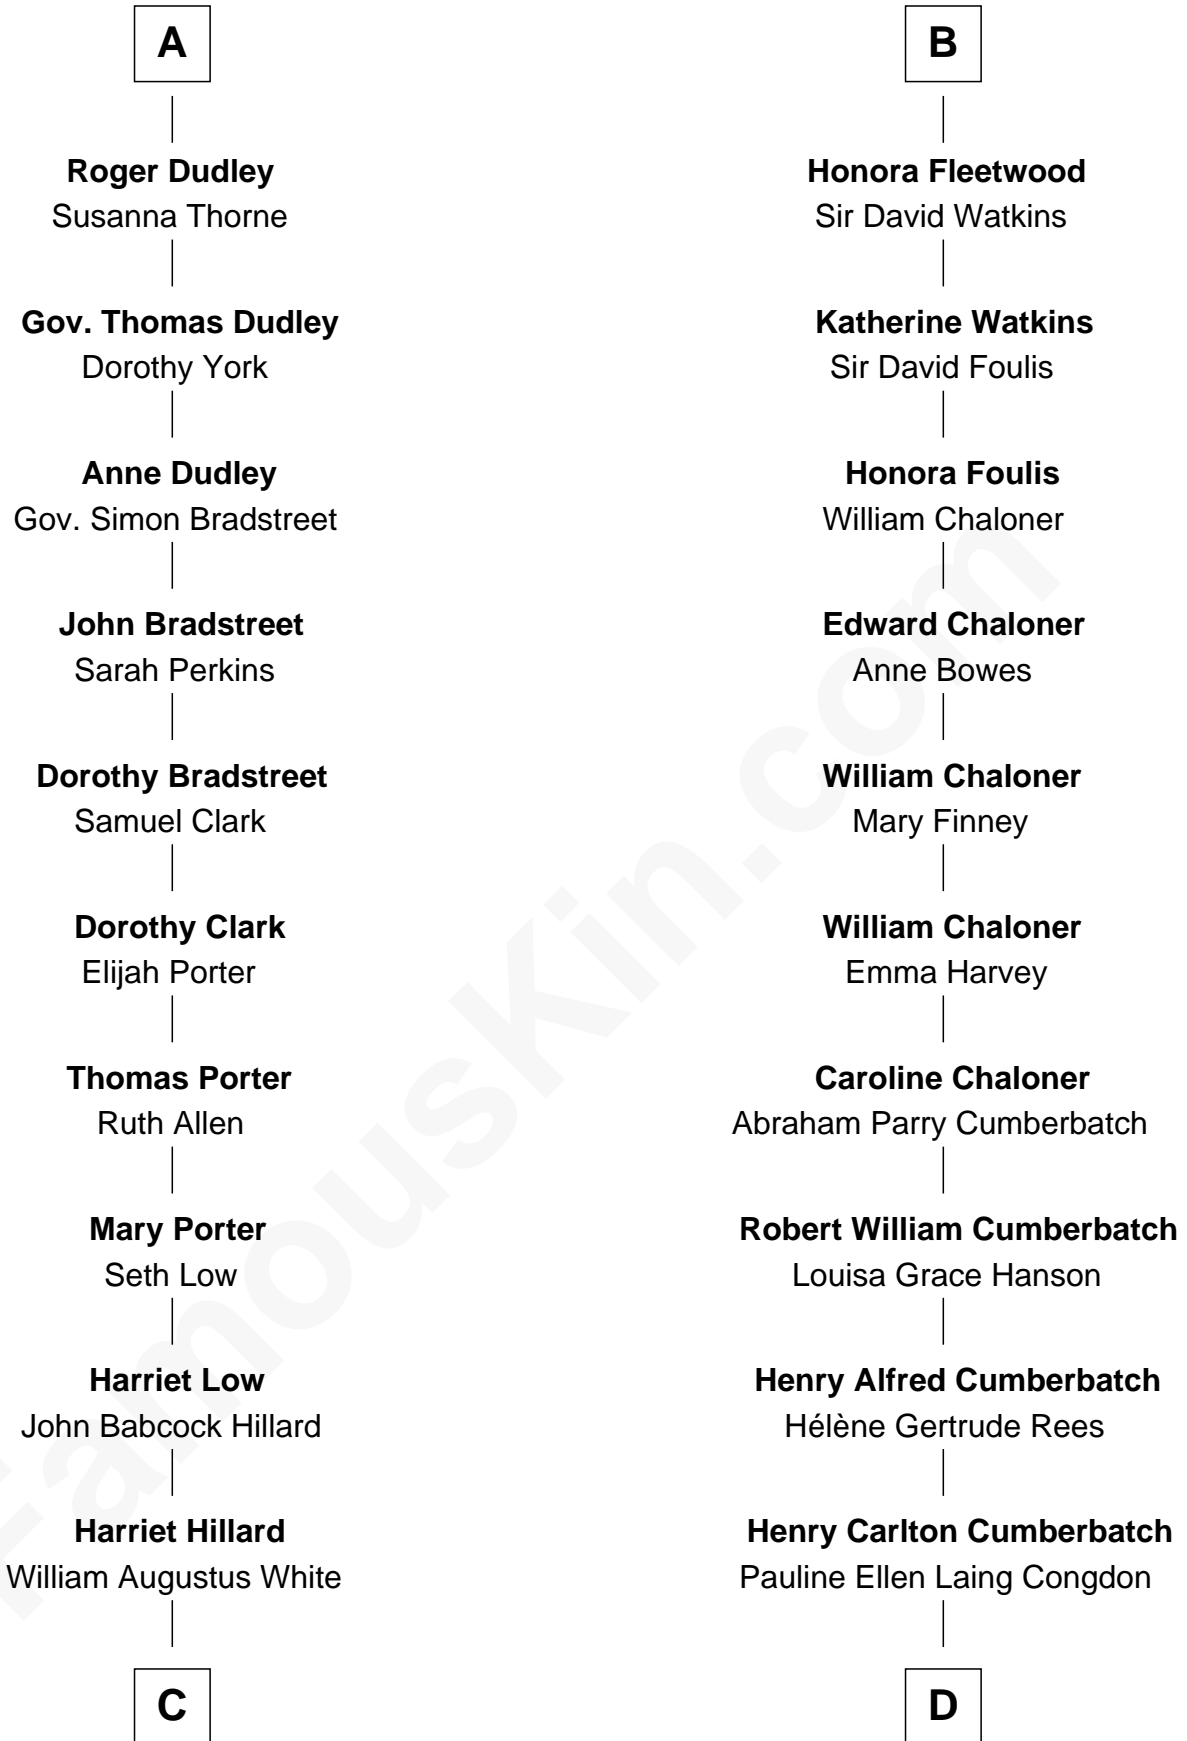 A
Roger Dudley
Susanna Thorne
Gov. Thomas Dudley
Dorothy York
Anne Dudley
Gov. Simon Bradstreet
John Bradstreet
Sarah Perkins
Dorothy Bradstreet
Samuel Clark
Dorothy Clark
Elijah Porter
Thomas Porter
Ruth Allen
Mary Porter
Seth Low
Harriet Low
John Babcock Hillard
Harriet Hillard
William Augustus White
C
B
Honora Fleetwood
Sir David Watkins
Katherine Watkins
Sir David Foulis
Honora Foulis
William Chaloner
Edward Chaloner
Anne Bowes
William Chaloner
Mary Finney
William Chaloner
Emma Harvey
Caroline Chaloner
Abraham Parry Cumberbatch
Robert William Cumberbatch
Louisa Grace Hanson
Henry Alfred Cumberbatch
Hélène Gertrude Rees
Henry Carlton Cumberbatch
Pauline Ellen Laing Congdon
D
FamousKin.com